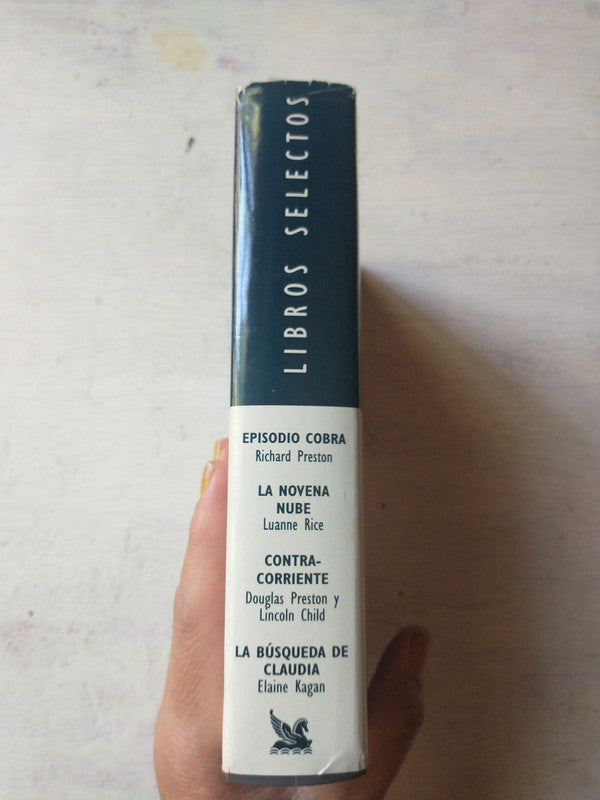 LIBROS SELECTOS
EPISODIO COBRA
Richard Preston
LA NOVENA
NUBE
Luanne Rice
CONTRA-
CORRIENTE
Douglas Preston y
Lincoln Child
LA BÚSQUEDA DE
CLAUDIA
Elaine Kagan